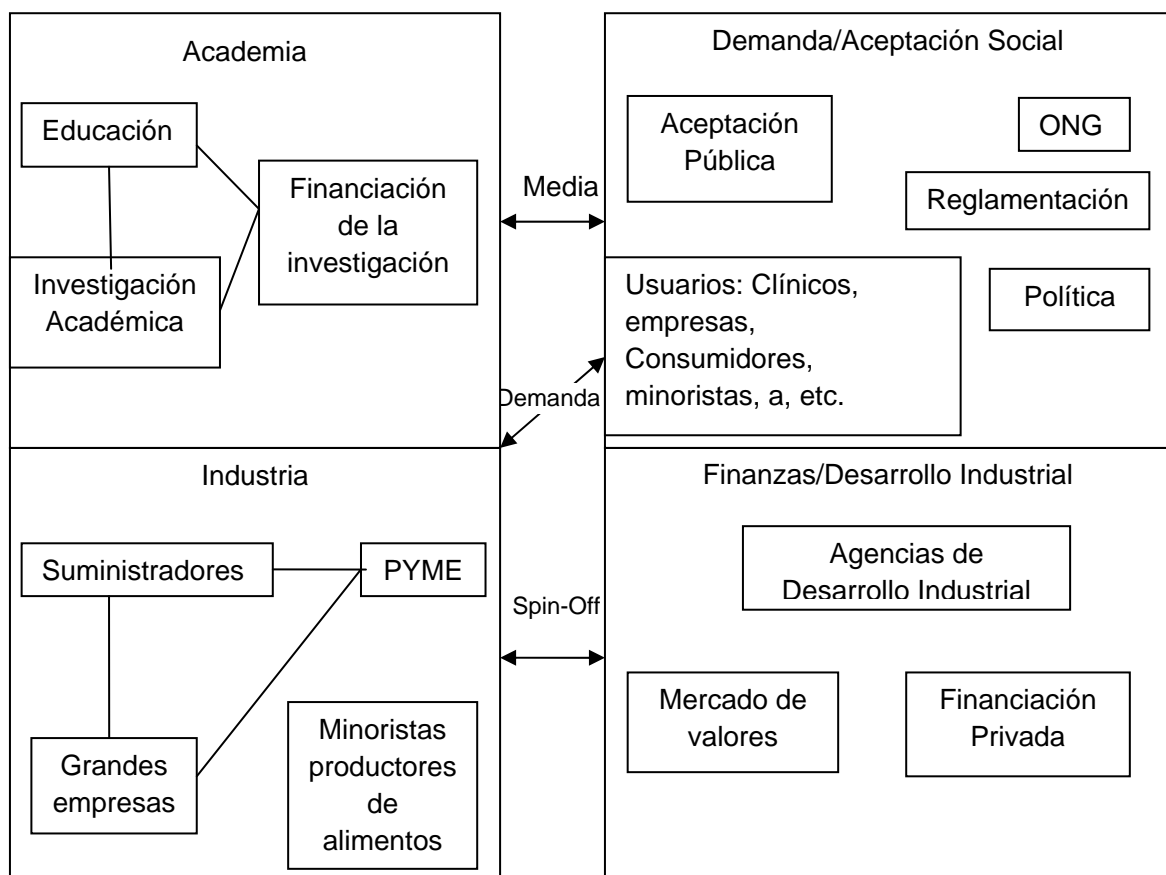 Academia
Educación
Financiación
de la
investigación
Investigación
Académica
Media
Demanda/Aceptación Social
Aceptación
Pública
ONG
Reglamentación
Política
Usuarios: Clínicos,
empresas,
Consumidores,
minoristas, a, etc.
Demanda
Industria
Suministradores
PYME
Grandes
empresas
Minoristas
productores
de
alimentos
Spin-Off
Finanzas/Desarrollo Industrial
Agencias de
Desarrollo Industrial
Mercado de
valores
Financiación
Privada